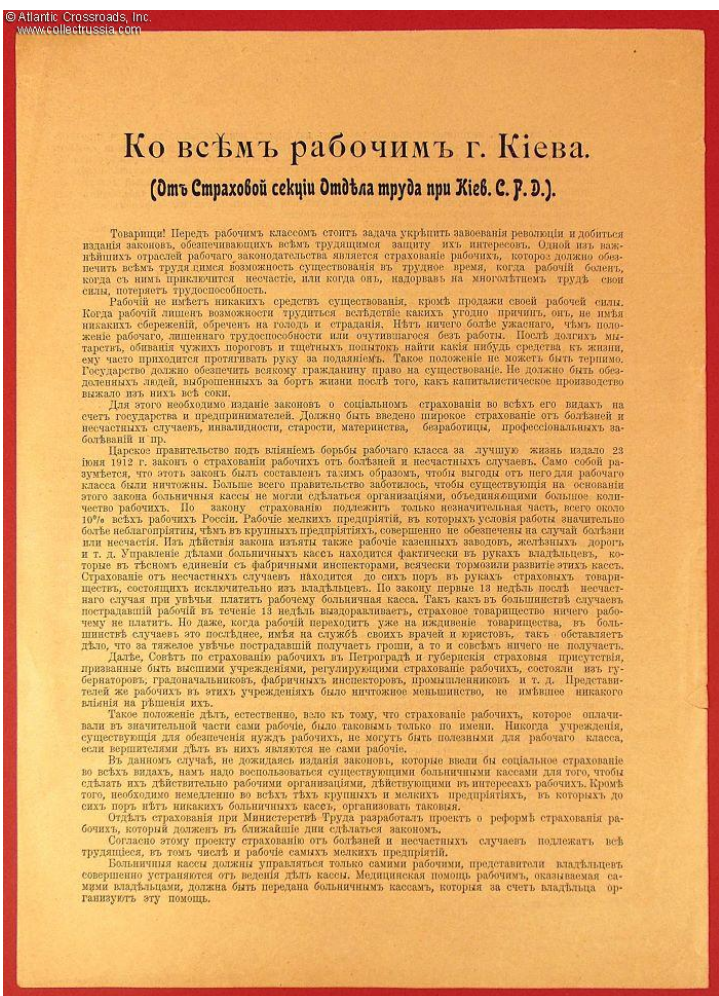 © Atlantic Crossroads, Inc.
www.collectrussia.com
Ко всѣмъ рабочимъ г. Кіева.
(Отъ Страховой секціи Отдѣла труда при Кіев. С. Р. Д.).
Товарищи! Передъ рабочимъ классомъ стоитъ задача укрѣпить завоеванія революціи и добиться
изданія законовъ, обезпечивающихъ всѣмъ трудящимся защиту ихъ интересовъ. Одной изъ важ-
нѣйшихъ отраслей рабочаго законодательства является страхованіе рабочихъ, которое должно обез-
печить всѣмъ трудящимся возможность существованія въ трудное время, когда рабочій боленъ,
когда съ нимъ приключится несчастіе, или когда онъ, надорвавъ на многолѣтнемъ трудѣ свои
силы, потеряетъ трудоспособность.
Рабочій не имѣетъ никакихъ средствъ существованія, кромѣ продажи своей рабочей силы.
Когда рабочій лишенъ возможности трудиться вслѣдствіе какихъ угодно причинъ, онъ, не имѣя
никакихъ сбереженій, обреченъ на голодъ и страданія. Нѣтъ ничего болѣе ужаснаго, чѣмъ поло-
женіе рабочаго, лишеннаго трудоспособности или очутившагося безъ работы. Послѣ долгихъ мы-
тарствъ, обиванія чужихъ пороговъ и тщетныхъ попытокъ найти какія нибудь средства къ жизни,
ему часто приходится протягивать руку за подаяніемъ. Такое положеніе не можетъ быть терпимо.
Государство должно обезпечить всякому гражданину право на существованіе. Не должно быть обез-
доленныхъ людей, выброшенныхъ за бортъ жизни послѣ того, какъ капиталистическое производство
выжало изъ нихъ всѣ соки.
Для этого необходимо изданіе законовъ о соціальномъ страхованіи во всѣхъ его видахъ на
счетъ государства и предпринимателей. Должно быть введено широкое страхованіе отъ болѣзней и
несчастныхъ случаевъ, инвалидности, старости, материнства, безработицы, профессіональныхъ за-
болѣваній и пр.
Царское правительство подъ вліяніемъ борьбы рабочаго класса за лучшую жизнь издало 23
іюня 1912 г. законъ о страхованіи рабочихъ отъ болѣзней и несчастныхъ случаевъ. Само собой ра-
зумѣется, что этотъ законъ былъ составленъ такимъ образомъ, чтобы выгоды отъ него для рабочаго
класса были ничтожны. Больше всего правительство заботилось, чтобы существующія на основаніи
этого закона больничныя кассы не могли сдѣлаться организаціями, объединяющими большое коли-
чество рабочихъ. По закону страхованію подлежитъ только незначительная часть, всего около
10% всѣхъ рабочихъ Россіи. Рабочіе мелкихъ предпріятій, въ которыхъ условія работы значительно
болѣе неблагопріятны, чѣмъ въ крупныхъ предпріятіяхъ, совершенно не обезпечены на случай болѣзни
или несчастія. Изъ дѣйствія закона изъяты также рабочіе казенныхъ заводовъ, желѣзныхъ дорогъ
и т. д. Управленіе дѣлами больничныхъ кассъ находится фактически въ рукахъ владѣльцевъ, ко-
торые въ тѣсномъ единеніи съ фабричными инспекторами, всячески тормозили развитіе этихъ кассъ.
Страхованіе отъ несчастныхъ случаевъ находится до сихъ поръ въ рукахъ страховыхъ товари-
ществъ, состоящихъ исключительно изъ владѣльцевъ. По закону первые 13 недѣль послѣ несчаст-
наго случая при увѣчьи платитъ рабочему больничная касса. Такъ какъ въ большинствѣ случаевъ
пострадавшій рабочій въ теченіе 13 недѣль выздоравливаетъ, страховое товарищество ничего рабо-
чему не платитъ. Но даже, когда рабочій переходитъ уже на иждивеніе товарищества, въ боль-
шинствѣ случаевъ это послѣднее, имѣя на службѣ своихъ врачей и юристовъ, такъ обставляетъ
дѣло, что за тяжелое увѣчье пострадавшій получаетъ гроши, а то и совсѣмъ ничего не получаетъ.
Далѣе, Совѣтъ по страхованію рабочихъ въ Петроградѣ и губернскія страховыя присутствія,
призванные быть высшими учрежденіями, регулирующими страхованіе рабочихъ, состояли изъ гу-
бернаторовъ, градоначальниковъ, фабричныхъ инспекторовъ, промышленниковъ и т. д. Представи-
телей же рабочихъ въ этихъ учрежденіяхъ было ничтожное меньшинство, не имѣвшее никакого
вліянія на рѣшенія ихъ.
Такое положеніе дѣлъ, естественно, вело къ тому, что страхованіе рабочихъ, которое оплачи-
вали въ значительной части сами рабочіе, было таковымъ только по имени. Никогда учрежденія,
существующія для обезпеченія нуждъ рабочихъ, не могутъ быть полезными для рабочаго класса,
если вершителями дѣлъ въ нихъ являются не сами рабочіе.
Въ данномъ случаѣ, не дожидаясь изданія законовъ, которые ввели бы соціальное страхованіе
во всѣхъ видахъ, намъ надо воспользоваться существующими больничными кассами для того, чтобы
сдѣлать ихъ дѣйствительно рабочими организаціями, дѣйствующими въ интересахъ рабочихъ. Кромѣ
того, необходимо немедленно во всѣхъ тѣхъ крупныхъ и мелкихъ предпріятіяхъ, въ которыхъ до
сихъ поръ нѣтъ никакихъ больничныхъ кассъ, организовать таковыя.
Отдѣлъ страхованія при Министерствѣ Труда разработалъ проектъ о реформѣ страхованія ра-
бочихъ, который долженъ въ ближайшіе дни сдѣлаться закономъ.
Согласно этому проекту страхованію отъ болѣзней и несчастныхъ случаевъ подлежатъ всѣ
трудящіеся, въ томъ числѣ и рабочіе самыхъ мелкихъ предпріятій.
Больничныя кассы должны управляться только самими рабочими, представители владѣльцевъ
совершенно устраняются отъ веденія дѣлъ кассы. Медицинская помощь рабочимъ, оказываемая са-
мими владѣльцами, должна быть передана больничнымъ кассамъ, которыя за счетъ владѣльца ор-
ганизуютъ эту помощь.